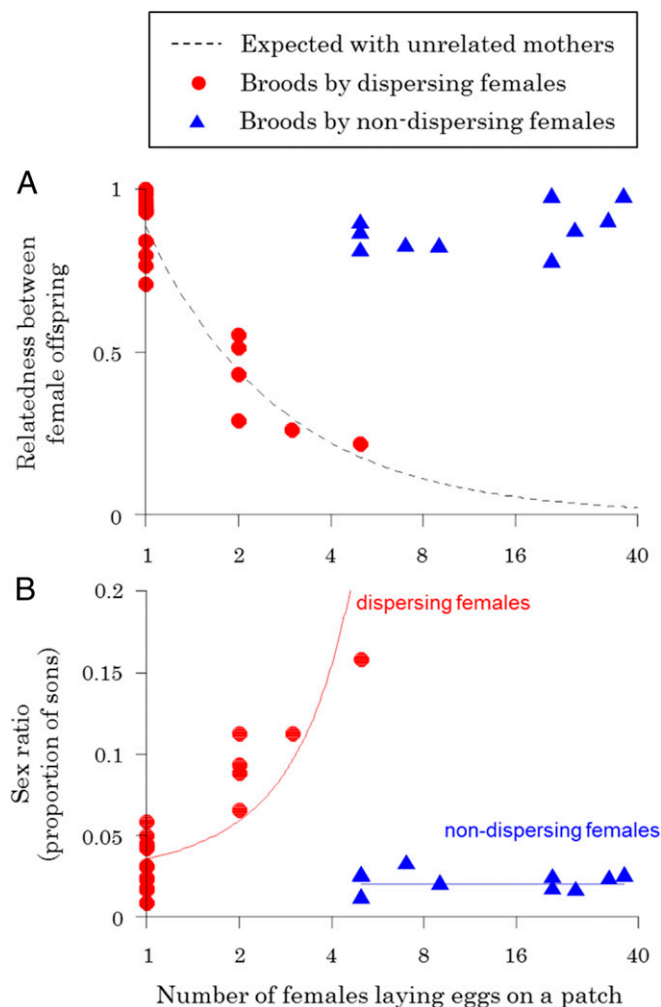 Expected with unrelated mothers
Broods by dispersing females
Broods by non-dispersing females
A
Relatedness between
female offspring
1
0.5
0
1 2 4 8 16 40
B
Sex ratio
(proportion of sons)
0.2
0.15
0.1
0.05
0
dispersing females
non-dispersing females
1 2 4 8 16 40
Number of females laying eggs on a patch